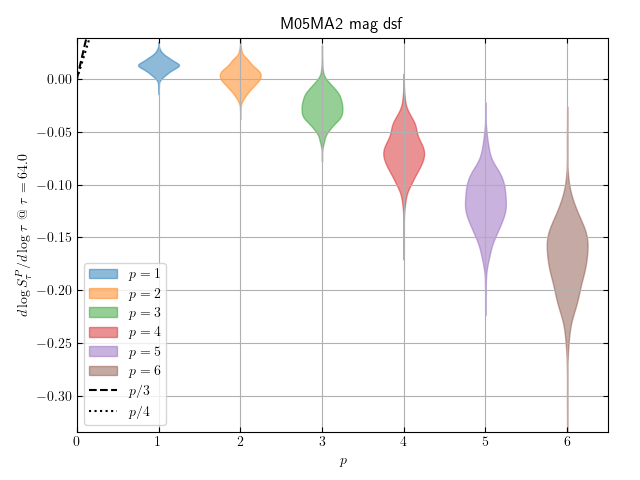 M05MA2 mag dsf
d log S_τ^P / d log τ @ τ = 64.0
0.00
−0.05
−0.10
−0.15
−0.20
−0.25
−0.30
p = 1
p = 2
p = 3
p = 4
p = 5
p = 6
p/3
p/4
0 1 2 3 4 5 6
p